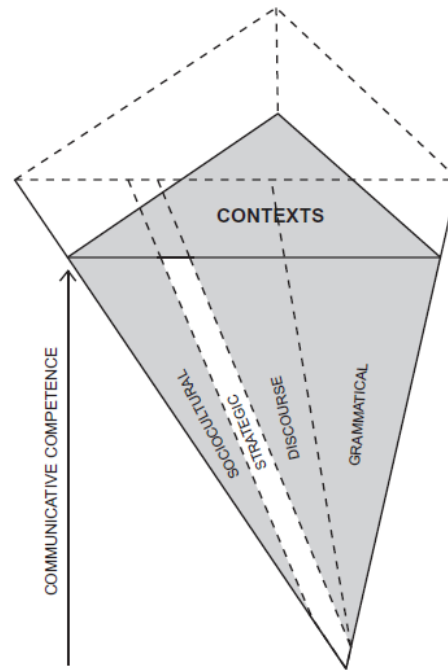 CONTEXTS
COMMUNICATIVE COMPETENCE
SOCIOCULTURAL
STRATEGIC
DISCOURSE
GRAMMATICAL